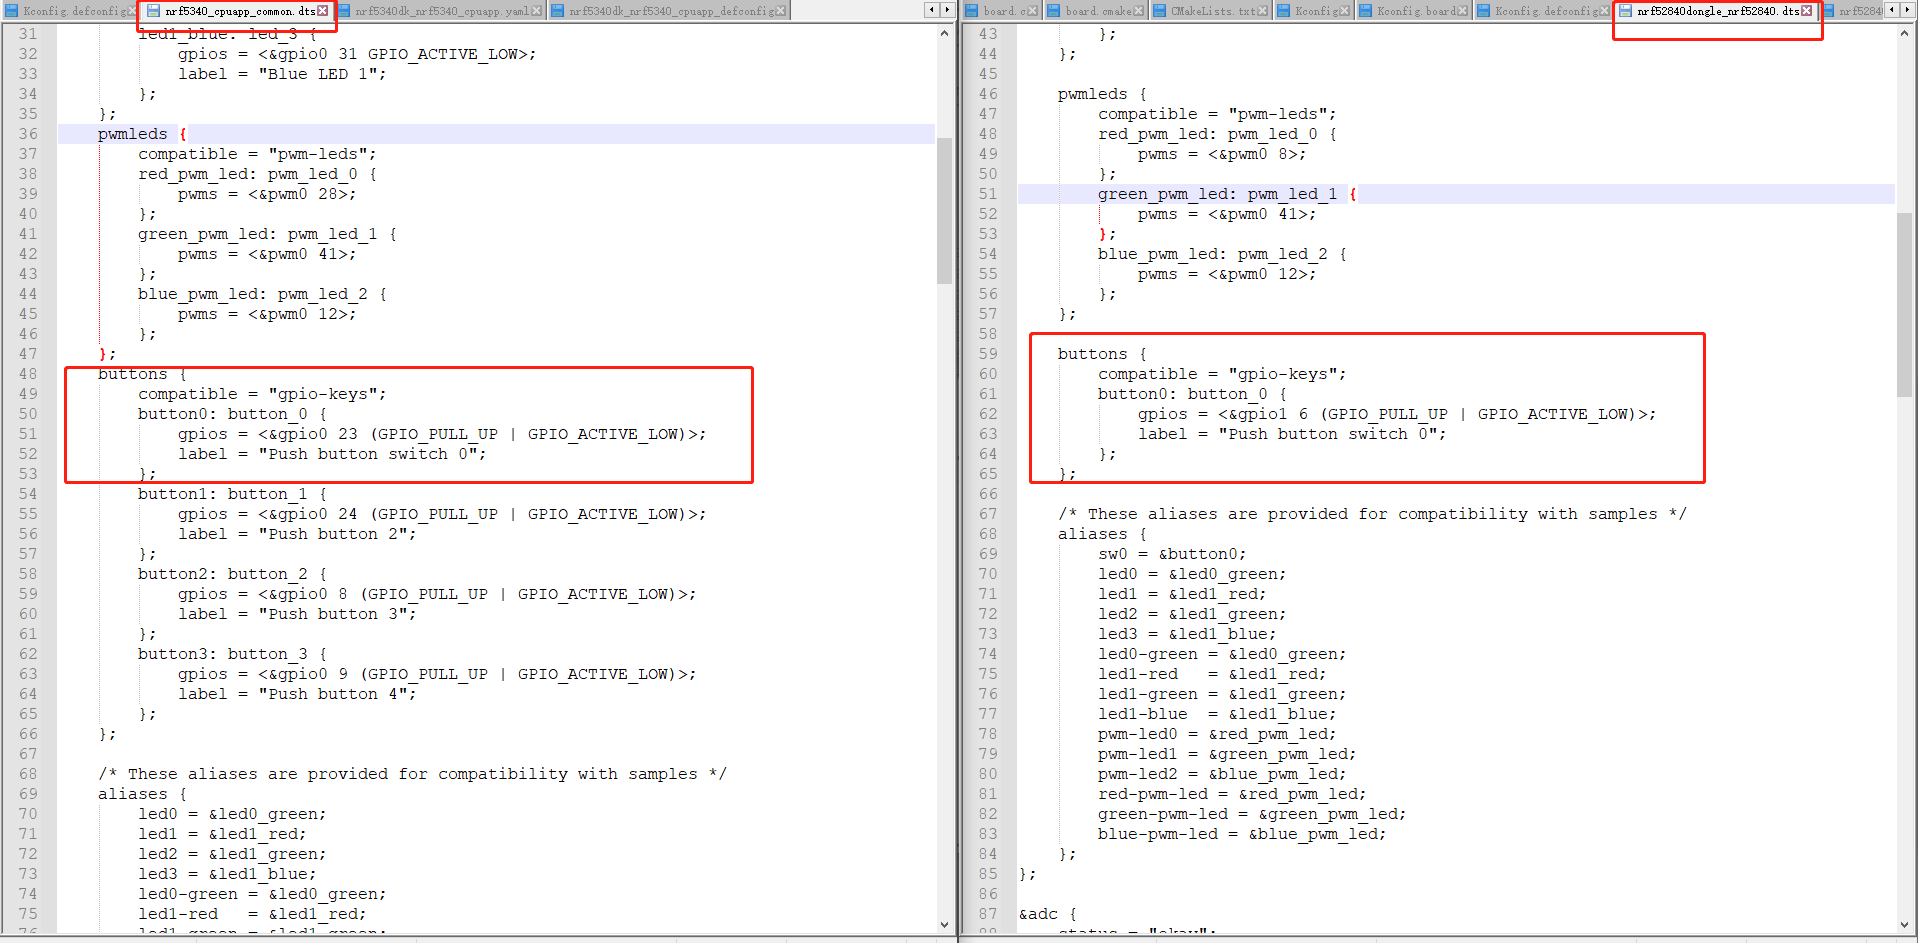 Kconfig.defconfig
nrf5340_cpuapp_common.dts
nrf5340dk_nrf5340_cpuapp.yaml
nrf5340dk_nrf5340_cpuapp_defconfig
31 led1_blue: led_3 {
32 gpios = <&gpio0 31 GPIO_ACTIVE_LOW>;
33 label = "Blue LED 1";
34 };
35 };
36 pwmleds {
37 compatible = "pwm-leds";
38 red_pwm_led: pwm_led_0 {
39 pwms = <&pwm0 28>;
40 };
41 green_pwm_led: pwm_led_1 {
42 pwms = <&pwm0 41>;
43 };
44 blue_pwm_led: pwm_led_2 {
45 pwms = <&pwm0 12>;
46 };
47 };
48 buttons {
49 compatible = "gpio-keys";
50 button0: button_0 {
51 gpios = <&gpio0 23 (GPIO_PULL_UP | GPIO_ACTIVE_LOW)>;
52 label = "Push button switch 0";
53 };
54 button1: button_1 {
55 gpios = <&gpio0 24 (GPIO_PULL_UP | GPIO_ACTIVE_LOW)>;
56 label = "Push button 2";
57 };
58 button2: button_2 {
59 gpios = <&gpio0 8 (GPIO_PULL_UP | GPIO_ACTIVE_LOW)>;
60 label = "Push button 3";
61 };
62 button3: button_3 {
63 gpios = <&gpio0 9 (GPIO_PULL_UP | GPIO_ACTIVE_LOW)>;
64 label = "Push button 4";
65 };
66 };
67
68 /* These aliases are provided for compatibility with samples */
69 aliases {
70 led0 = &led0_green;
71 led1 = &led1_red;
72 led2 = &led1_green;
73 led3 = &led1_blue;
74 led0-green = &led0_green;
75 led1-red = &led1_red;
76 led1-green = &led1_green;
board.c
board.cmake
CMakeLists.txt
Kconfig
Kconfig.board
Kconfig.defconfig
nrf52840dongle_nrf52840.dts
nrf52840
43 };
44 };
45
46 pwmleds {
47 compatible = "pwm-leds";
48 red_pwm_led: pwm_led_0 {
49 pwms = <&pwm0 8>;
50 };
51 green_pwm_led: pwm_led_1 {
52 pwms = <&pwm0 41>;
53 };
54 blue_pwm_led: pwm_led_2 {
55 pwms = <&pwm0 12>;
56 };
57 };
58
59 buttons {
60 compatible = "gpio-keys";
61 button0: button_0 {
62 gpios = <&gpio1 6 (GPIO_PULL_UP | GPIO_ACTIVE_LOW)>;
63 label = "Push button switch 0";
64 };
65 };
66
67 /* These aliases are provided for compatibility with samples */
68 aliases {
69 sw0 = &button0;
70 led0 = &led0_green;
71 led1 = &led1_red;
72 led2 = &led1_green;
73 led3 = &led1_blue;
74 led0-green = &led0_green;
75 led1-red = &led1_red;
76 led1-green = &led1_green;
77 led1-blue = &led1_blue;
78 pwm-led0 = &red_pwm_led;
79 pwm-led1 = &green_pwm_led;
80 pwm-led2 = &blue_pwm_led;
81 red-pwm-led = &red_pwm_led;
82 green-pwm-led = &green_pwm_led;
83 blue-pwm-led = &blue_pwm_led;
84 };
85 };
86
87 &adc {
88 status = "okay";